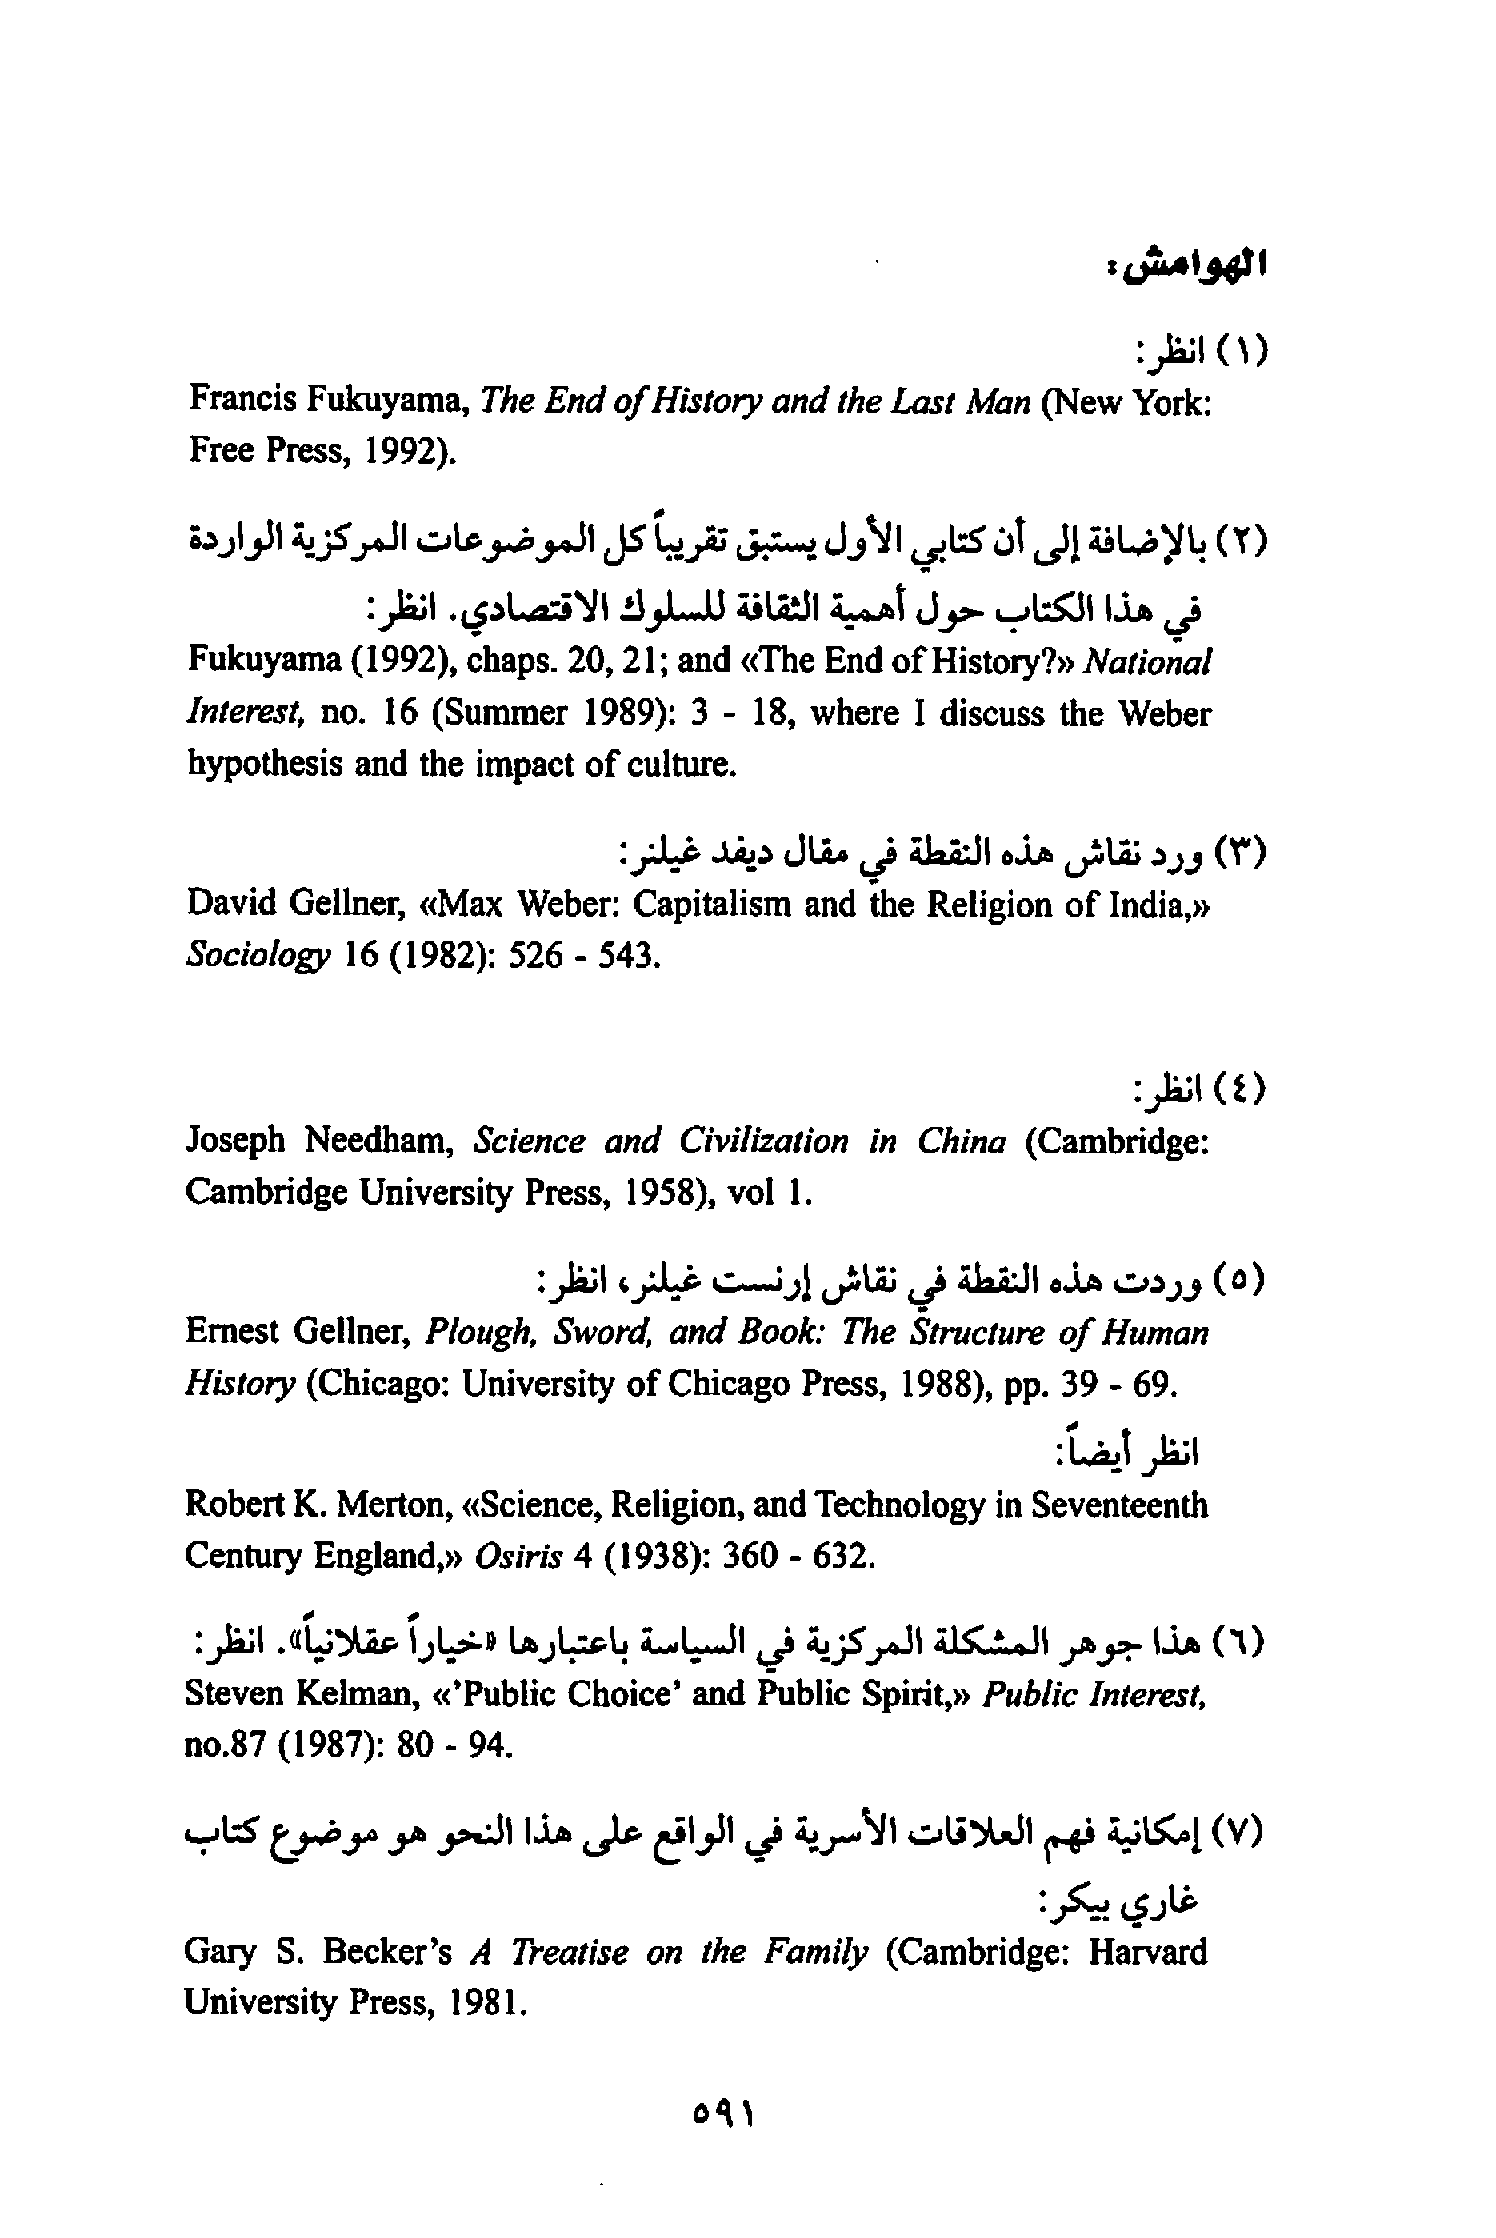 الهوامش:
(١) انظر:
Francis Fukuyama, The End of History and the Last Man (New York:
Free Press, 1992).
(٢) بالإضافة إلى أن كتابي الأول يستبق تقريباً كل الموضوعات المركزية الواردة
في هذا الكتاب حول أهمية الثقافة للسلوك الاقتصادي. انظر:
Fukuyama (1992), chaps. 20, 21; and «The End of History?» National
Interest, no. 16 (Summer 1989): 3 - 18, where I discuss the Weber
hypothesis and the impact of culture.
(٣) ورد نقاش هذه النقطة في مقال ديفد غيلنر:
David Gellner, «Max Weber: Capitalism and the Religion of India,»
Sociology 16 (1982): 526 - 543.
(٤) انظر:
Joseph Needham, Science and Civilization in China (Cambridge:
Cambridge University Press, 1958), vol 1.
(٥) وردت هذه النقطة في نقاش إرنست غيلنر، انظر:
Ernest Gellner, Plough, Sword, and Book: The Structure of Human
History (Chicago: University of Chicago Press, 1988), pp. 39 - 69.
انظر أيضاً:
Robert K. Merton, «Science, Religion, and Technology in Seventeenth
Century England,» Osiris 4 (1938): 360 - 632.
(٦) هذا جوهر المشكلة المركزية في السياسة باعتبارها «خياراً عقلانياً». انظر:
Steven Kelman, «'Public Choice' and Public Spirit,» Public Interest,
no.87 (1987): 80 - 94.
(٧) إمكانية فهم العلاقات الأسرية في الواقع على هذا النحو هو موضوع كتاب
غاري بيكر:
Gary S. Becker's A Treatise on the Family (Cambridge: Harvard
University Press, 1981.
٥٩١